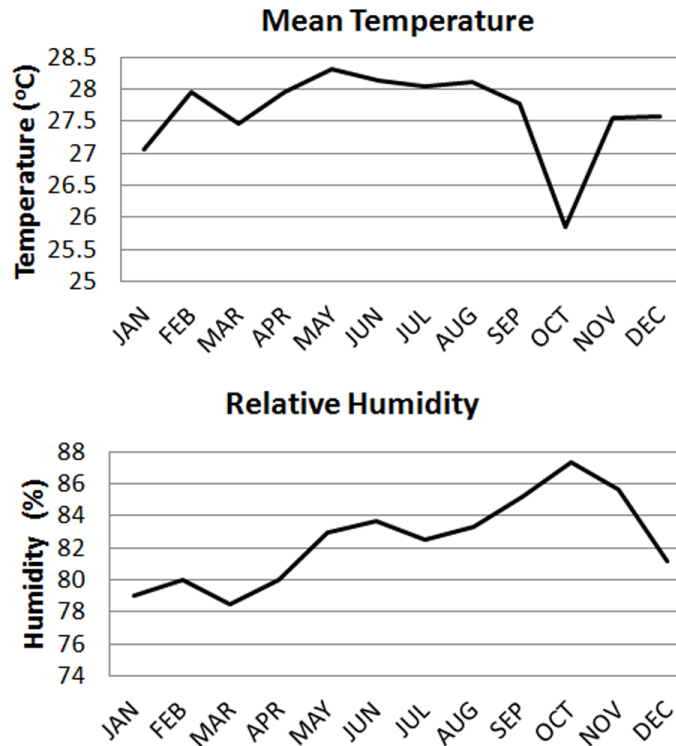 Mean Temperature
Temperature (ºC)
28.5
28
27.5
27
26.5
26
25.5
25
JAN FEB MAR APR MAY JUN JUL AUG SEP OCT NOV DEC
Relative Humidity
Humidity (%)
88
86
84
82
80
78
76
74
JAN FEB MAR APR MAY JUN JUL AUG SEP OCT NOV DEC